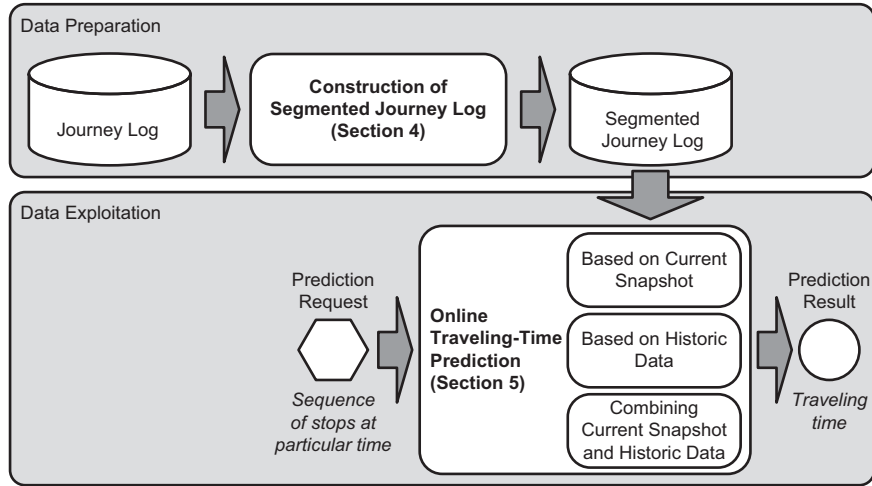 Data Preparation
Journey Log
Construction of
Segmented Journey Log
(Section 4)
Segmented
Journey Log
Data Exploitation
Prediction
Request
Sequence
of stops at
particular time
Online
Traveling-Time
Prediction
(Section 5)
Based on Current
Snapshot
Based on Historic
Data
Combining
Current Snapshot
and Historic Data
Prediction
Result
Traveling
time